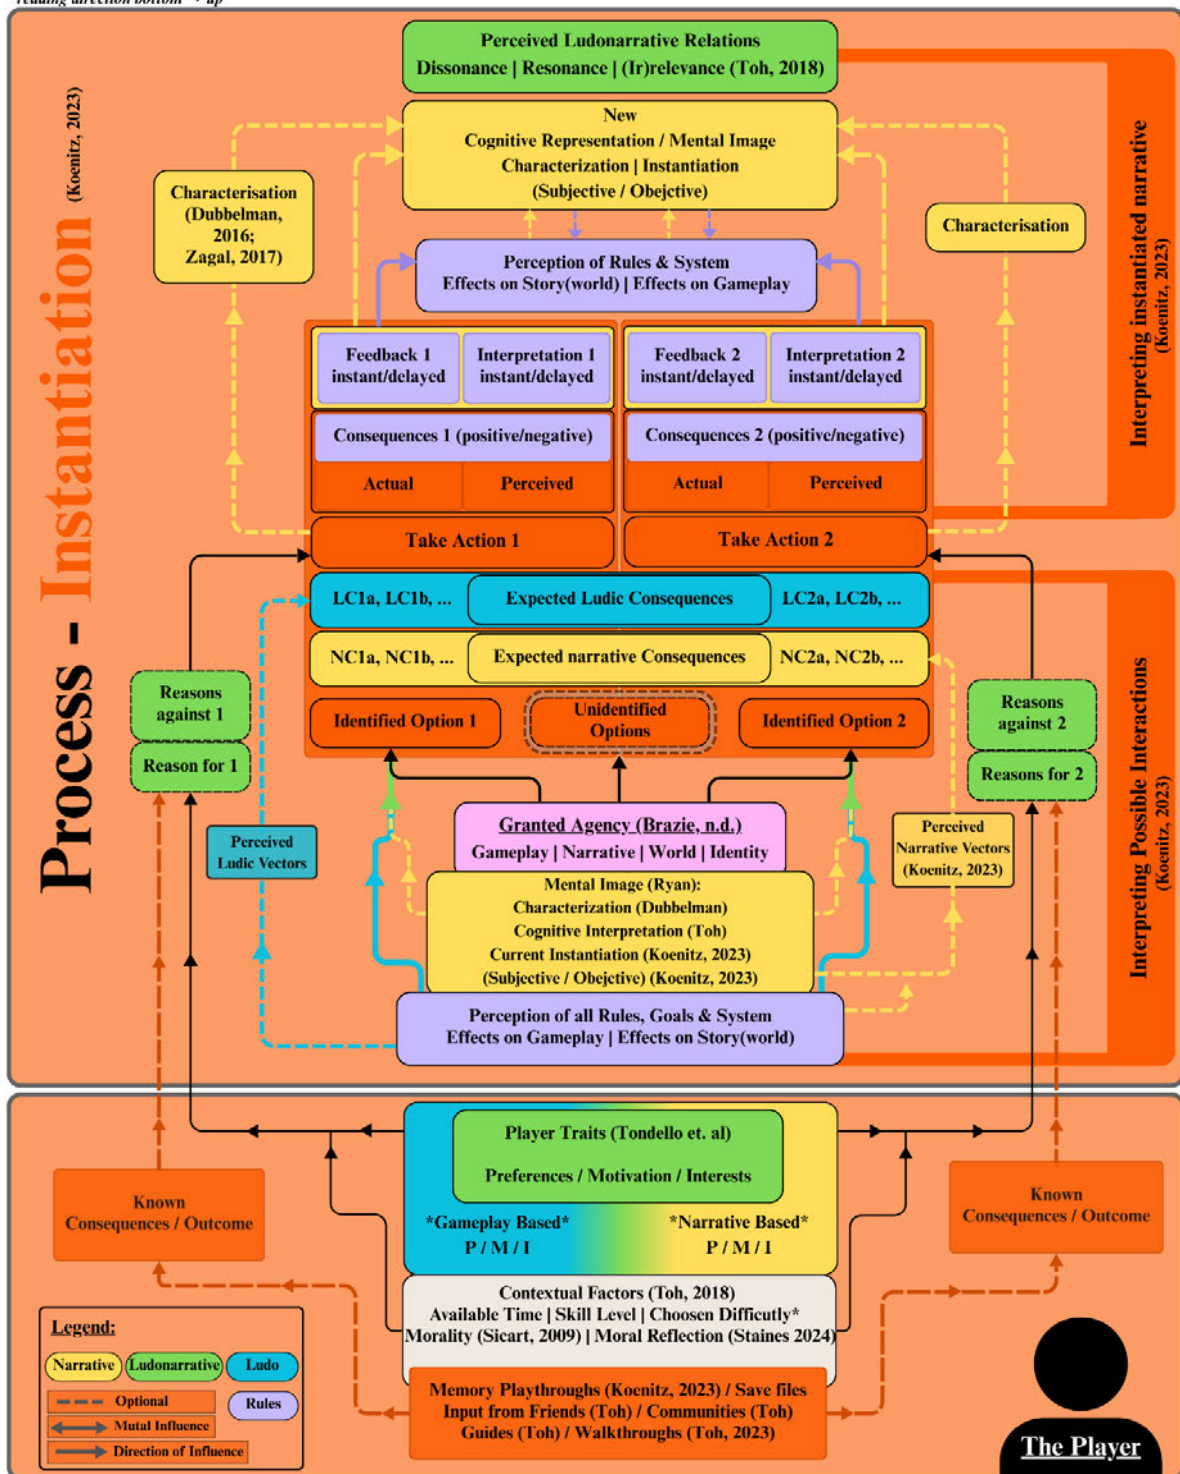 reading direction bottom → up
Perceived Ludonarrative Relations
Dissonance | Resonance | (Ir)relevance (Toh, 2018)
New
Cognitive Representation / Mental Image
Characterization | Instantiation
(Subjective / Obejctive)
Characterisation
(Dubbelman,
2016;
Zagal, 2017)
Characterisation
Perception of Rules & System
Effects on Story(world) | Effects on Gameplay
Feedback 1
instant/delayed
Interpretation 1
instant/delayed
Feedback 2
instant/delayed
Interpretation 2
instant/delayed
Consequences 1 (positive/negative)
Consequences 2 (positive/negative)
Actual
Perceived
Actual
Perceived
Take Action 1
Take Action 2
LC1a, LC1b, ...
Expected Ludic Consequences
LC2a, LC2b, ...
NC1a, NC1b, ...
Expected narrative Consequences
NC2a, NC2b, ...
Identified Option 1
Unidentified
Options
Identified Option 2
Reasons
against 1
Reason for 1
Reasons
against 2
Reasons for 2
Perceived
Ludic Vectors
Perceived
Narrative Vectors
(Koenitz, 2023)
Granted Agency (Brazie, n.d.)
Gameplay | Narrative | World | Identity
Mental Image (Ryan):
Characterization (Dubbelman)
Cognitive Interpretation (Toh)
Current Instantiation (Koenitz, 2023)
(Subjective / Obejctive) (Koenitz, 2023)
Perception of all Rules, Goals & System
Effects on Gameplay | Effects on Story(world)
Process - Instantiation (Koenitz, 2023)
Interpreting instantiated narrative
(Koenitz, 2023)
Interpreting Possible Interactions
(Koenitz, 2023)
Player Traits (Tondello et. al)
Preferences / Motivation / Interests
*Gameplay Based*
P / M / I
*Narrative Based*
P / M / I
Known
Consequences / Outcome
Known
Consequences / Outcome
Contextual Factors (Toh, 2018)
Available Time | Skill Level | Choosen Difficutly*
Morality (Sicart, 2009) | Moral Reflection (Staines 2024)
Memory Playthroughs (Koenitz, 2023) / Save files
Input from Friends (Toh) / Communities (Toh)
Guides (Toh) / Walkthroughs (Toh, 2023)
Legend:
Narrative
Ludonarrative
Ludo
Optional
Rules
Mutal Influence
Direction of Influence
The Player